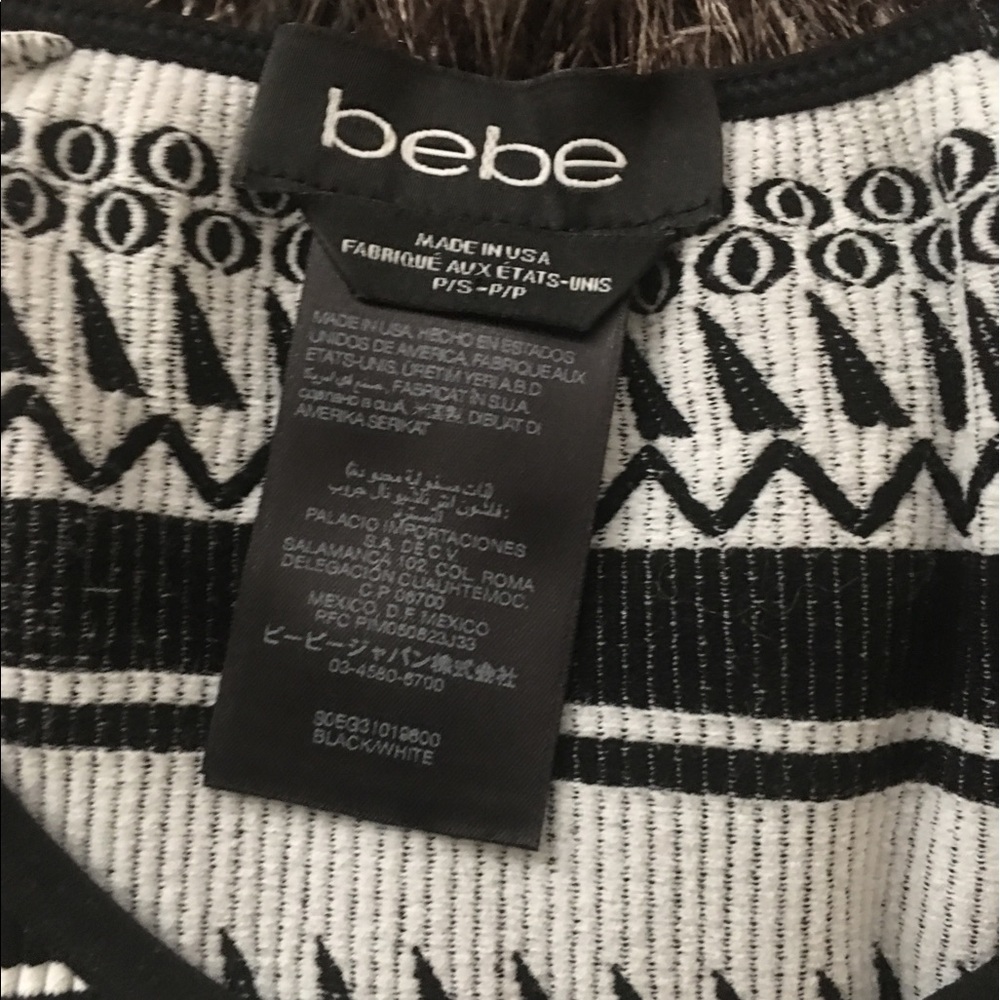 bebe
MADE IN USA
FABRIQUÉ AUX ÉTATS-UNIS
P/S-P/P
MADE IN USA, HECHO EN ESTADOS
UNIDOS DE AMERICA, FABRIQUE AUX
ETATS-UNIS, URETIM YERI A.B.D
FABRICAT IN S.U.A.
DIBUAT DI
AMERIKA SERIKAT
PALACIO IMPORTACIONES
S.A. DE C.V.
SALAMANCA 102, COL. ROMA
DELEGACIÓN CUAUHTEMOC,
C.P 06700
MEXICO, D.F. MEXICO
RFC PIM050623J33
ビービージャパン株式会社
03-4580-6700
BLACK/WHITE